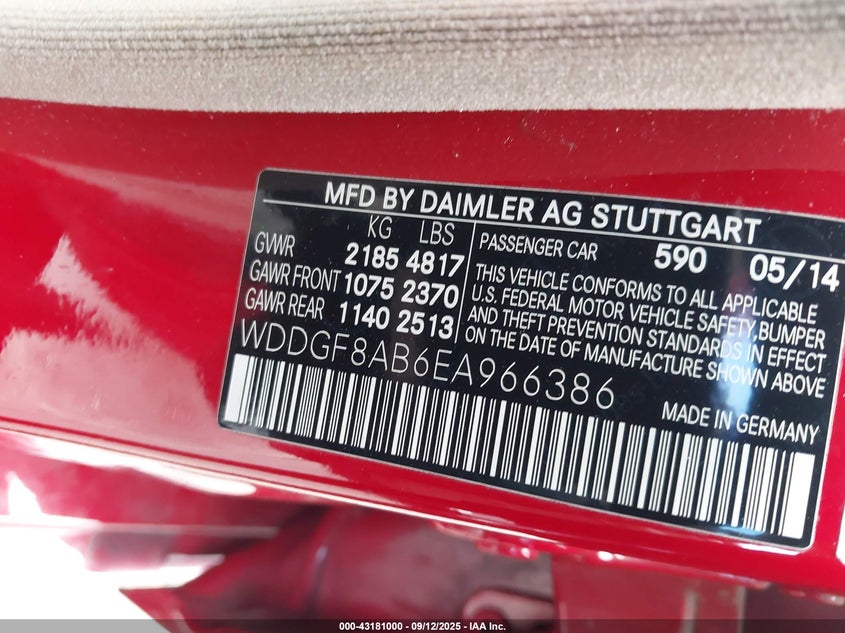 MFD BY DAIMLER AG STUTTGART
KG LBS
GVWR 2185 4817
GAWR FRONT 1075 2370
GAWR REAR 1140 2513
PASSENGER CAR 590 05/14
THIS VEHICLE CONFORMS TO ALL APPLICABLE
U.S. FEDERAL MOTOR VEHICLE SAFETY, BUMPER
AND THEFT PREVENTION STANDARDS IN EFFECT
ON THE DATE OF MANUFACTURE SHOWN ABOVE
WDDGF8AB6EA966386
MADE IN GERMANY
000-43181000 - 09/12/2025 - IAA Inc.